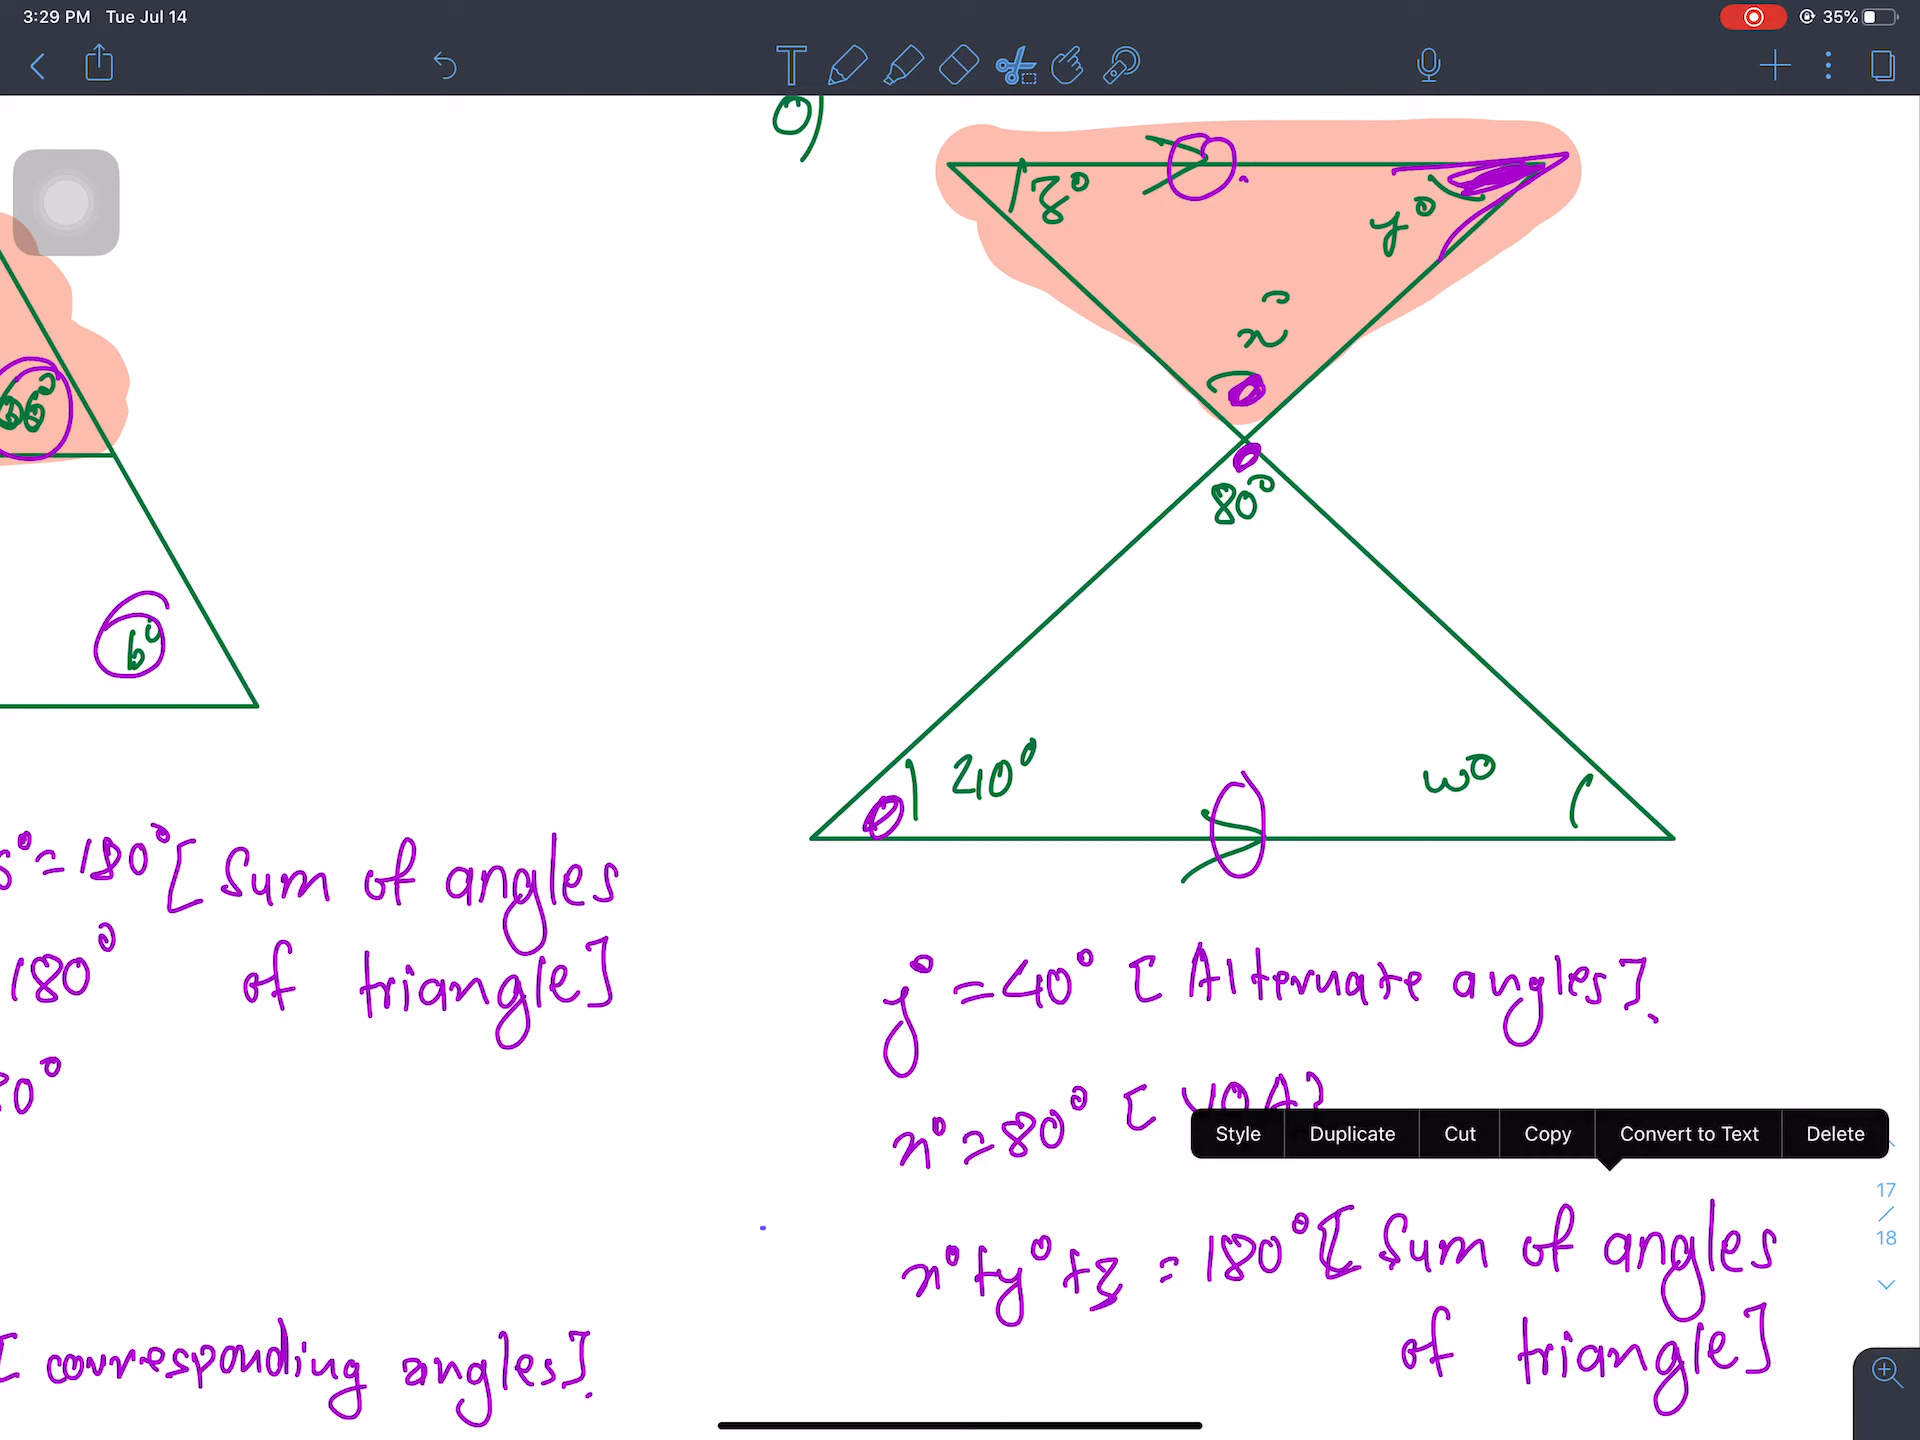 3:29 PM Tue Jul 14
35%
T
o)
z°
y°
x°
80°
40°
w°
b°
s° = 180° [ Sum of angles
of triangle ]
180°
20°
[ corresponding angles ].
y° = 40° [ Alternate angles ].
x° = 80° [ VOA ]
Style Duplicate Cut Copy Convert to Text Delete
x° + y° + z = 180° [ Sum of angles
of triangle ]
17
/
18